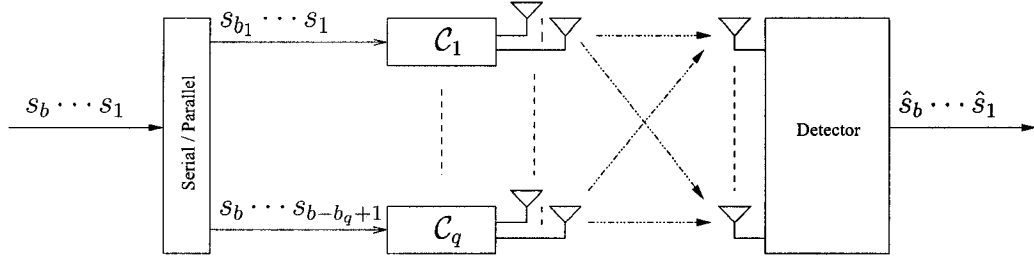 s_{b_1} ··· s_1
C_1
s_b ··· s_1
Serial / Parallel
Detector
ŝ_b ··· ŝ_1
s_b ··· s_{b-b_q+1}
C_q